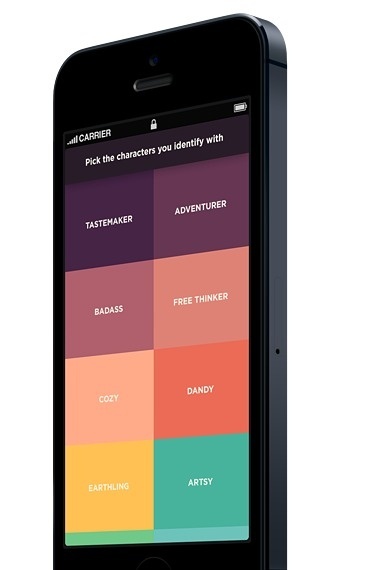 CARRIER
Pick the characters you identify with
TASTEMAKER
ADVENTURER
BADASS
FREE THINKER
COZY
DANDY
EARTHLING
ARTSY